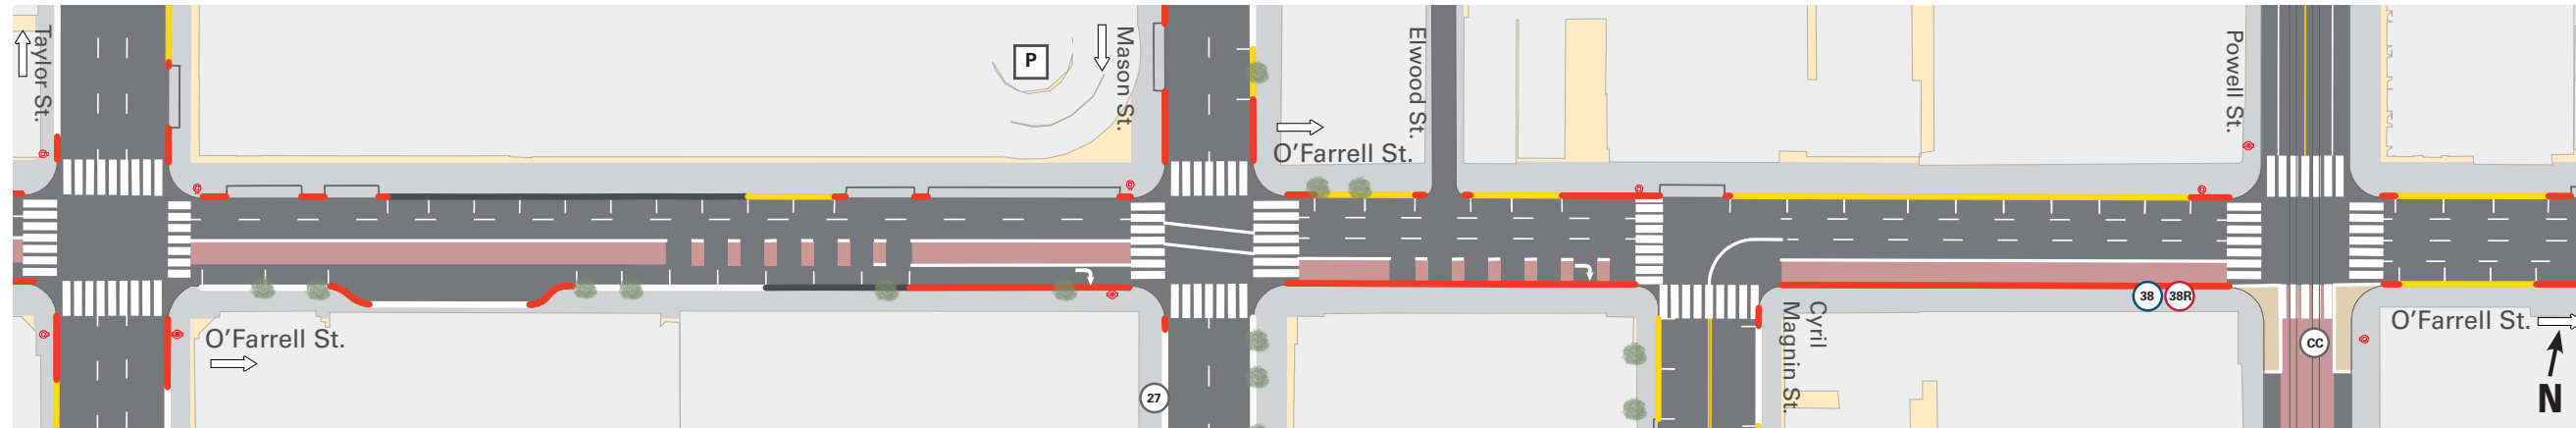 Taylor St.
P
Mason St.
O'Farrell St.
Elwood St.
Powell St.
O'Farrell St.
27
Cyril
Magnin St.
38
38R
CC
O'Farrell St.
N